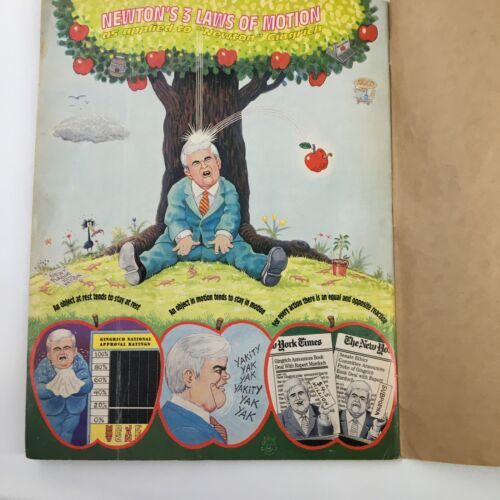 NEWTON'S 3 LAWS OF MOTION
as applied to "Newton" Gingrich
An object at rest tends to stay at rest
An object in motion tends to stay in motion
For every action there is an equal and opposite reaction
GINGRICH NATIONAL
APPROVAL RATINGS
100%
80%
60%
40%
20%
0%
YAKITY
YAK
YAK
YAKITY
YAK
YAK
York Times
Gingrich Announces Book
Deal With Rupert Murdoch
The New Yo
Senate Ethics
Committee Announces
Probe of Gingrich
Book Deal with Rupert
Murdoch
SUBPOENA